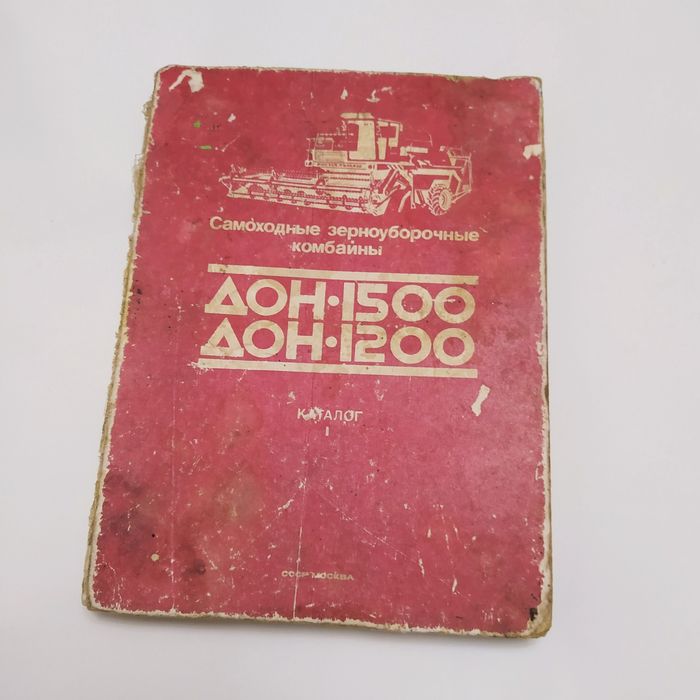 Самоходные зерноуборочные
комбайны
ДОН·1500
ДОН·1200
КАТАЛОГ
I
СССР МОСКВА